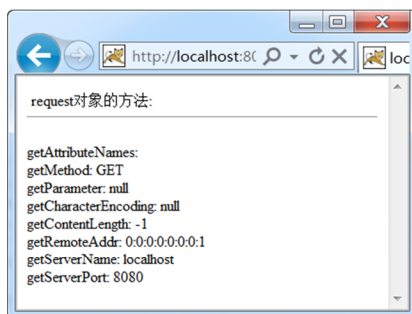 http://localhost:80
loc
request对象的方法:
getAttributeNames:
getMethod: GET
getParameter: null
getCharacterEncoding: null
getContentLength: -1
getRemoteAddr: 0:0:0:0:0:0:0:1
getServerName: localhost
getServerPort: 8080